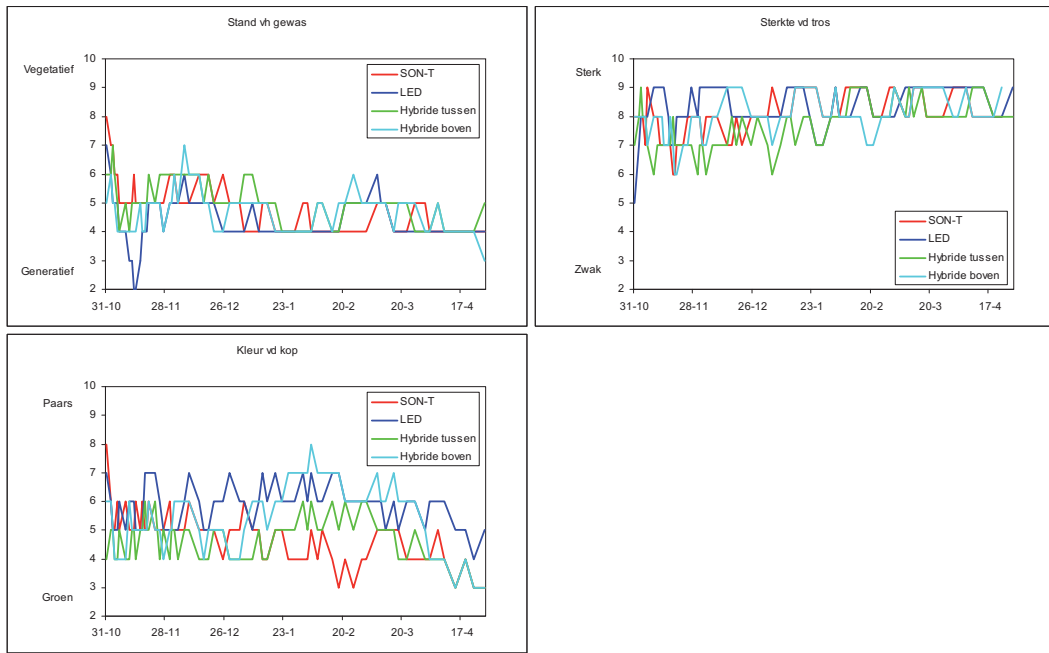 Stand vh gewas
Vegetatief
Generatief
10
9
8
7
6
5
4
3
2
31-10 28-11 26-12 23-1 20-2 20-3 17-4
SON-T
LED
Hybride tussen
Hybride boven
Sterkte vd tros
Sterk
Zwak
10
9
8
7
6
5
4
3
2
31-10 28-11 26-12 23-1 20-2 20-3 17-4
SON-T
LED
Hybride tussen
Hybride boven
Kleur vd kop
Paars
Groen
10
9
8
7
6
5
4
3
2
31-10 28-11 26-12 23-1 20-2 20-3 17-4
SON-T
LED
Hybride tussen
Hybride boven